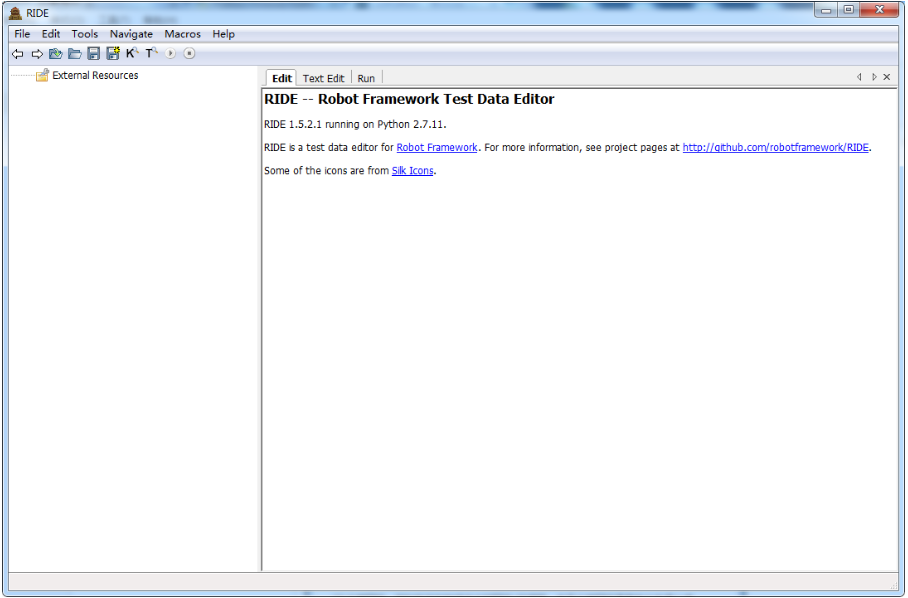 RIDE
File Edit Tools Navigate Macros Help
K T
External Resources
Edit Text Edit Run
RIDE -- Robot Framework Test Data Editor
RIDE 1.5.2.1 running on Python 2.7.11.
RIDE is a test data editor for Robot Framework. For more information, see project pages at http://github.com/robotframework/RIDE.
Some of the icons are from Silk Icons.